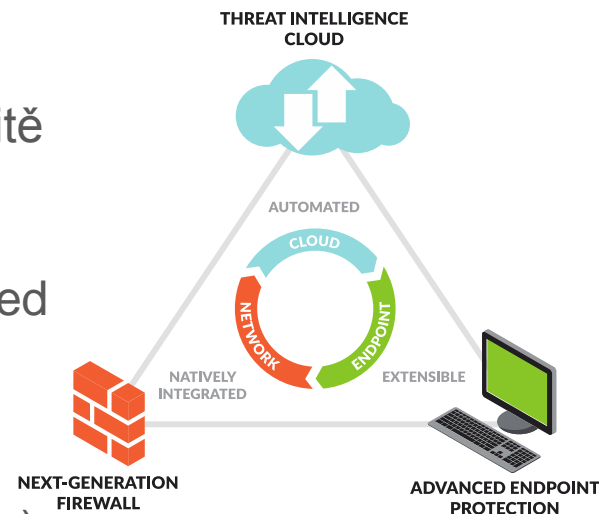 THREAT INTELLIGENCE
CLOUD
itě
AUTOMATED
CLOUD
ed
NETWORK
ENDPOINT
NATIVELY
INTEGRATED
EXTENSIBLE
NEXT-GENERATION
FIREWALL
ADVANCED ENDPOINT
PROTECTION